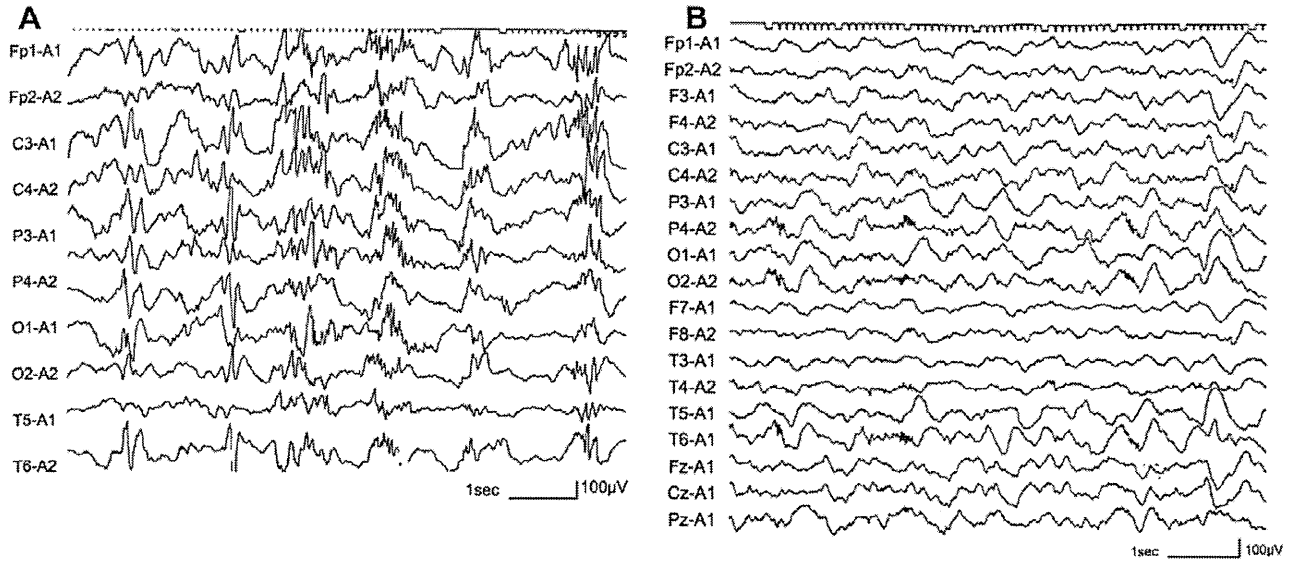 A
Fp1-A1
Fp2-A2
C3-A1
C4-A2
P3-A1
P4-A2
O1-A1
O2-A2
T5-A1
T6-A2
1sec 100μV
B
Fp1-A1
Fp2-A2
F3-A1
F4-A2
C3-A1
C4-A2
P3-A1
P4-A2
O1-A1
O2-A2
F7-A1
F8-A2
T3-A1
T4-A2
T5-A1
T6-A1
Fz-A1
Cz-A1
Pz-A1
1sec 100μV